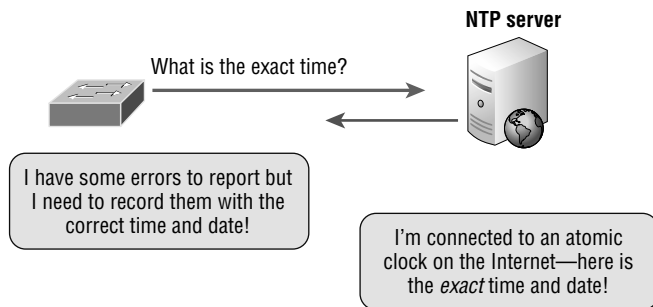 NTP server
What is the exact time?
I have some errors to report but
I need to record them with the
correct time and date!
I'm connected to an atomic
clock on the Internet—here is
the exact time and date!